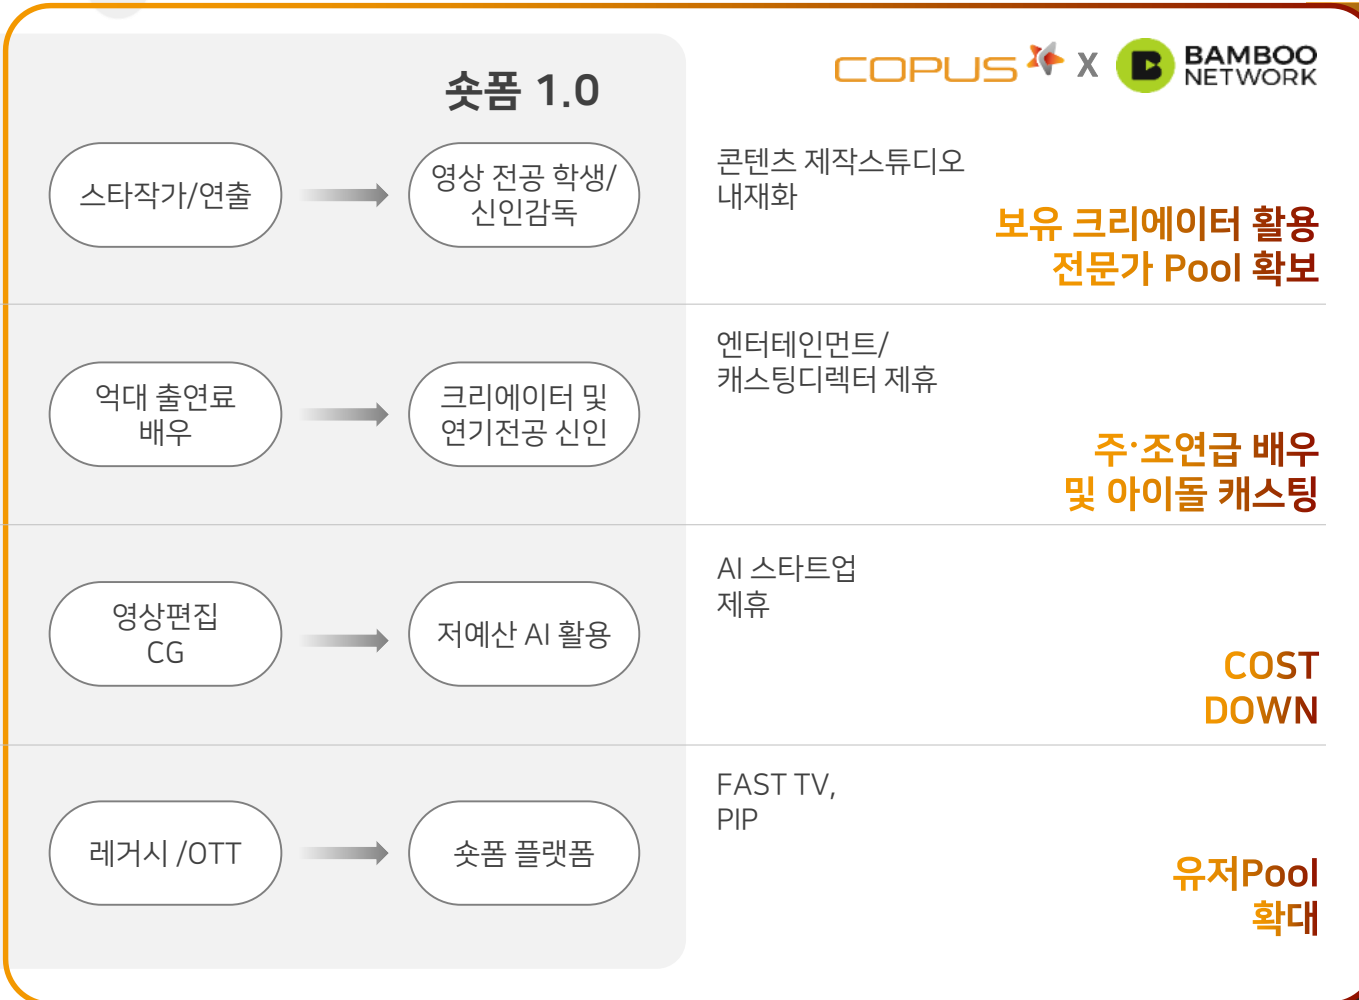 숏폼 1.0
COPUS X BAMBOO
NETWORK
스타작가/연출
영상 전공 학생/
신인감독
콘텐츠 제작스튜디오
내재화
보유 크리에이터 활용
전문가 Pool 확보
억대 출연료
배우
크리에이터 및
연기전공 신인
엔터테인먼트/
캐스팅디렉터 제휴
주·조연급 배우
및 아이돌 캐스팅
영상편집
CG
저예산 AI 활용
AI 스타트업
제휴
COST
DOWN
레거시 /OTT
숏폼 플랫폼
FAST TV,
PIP
유저Pool
확대